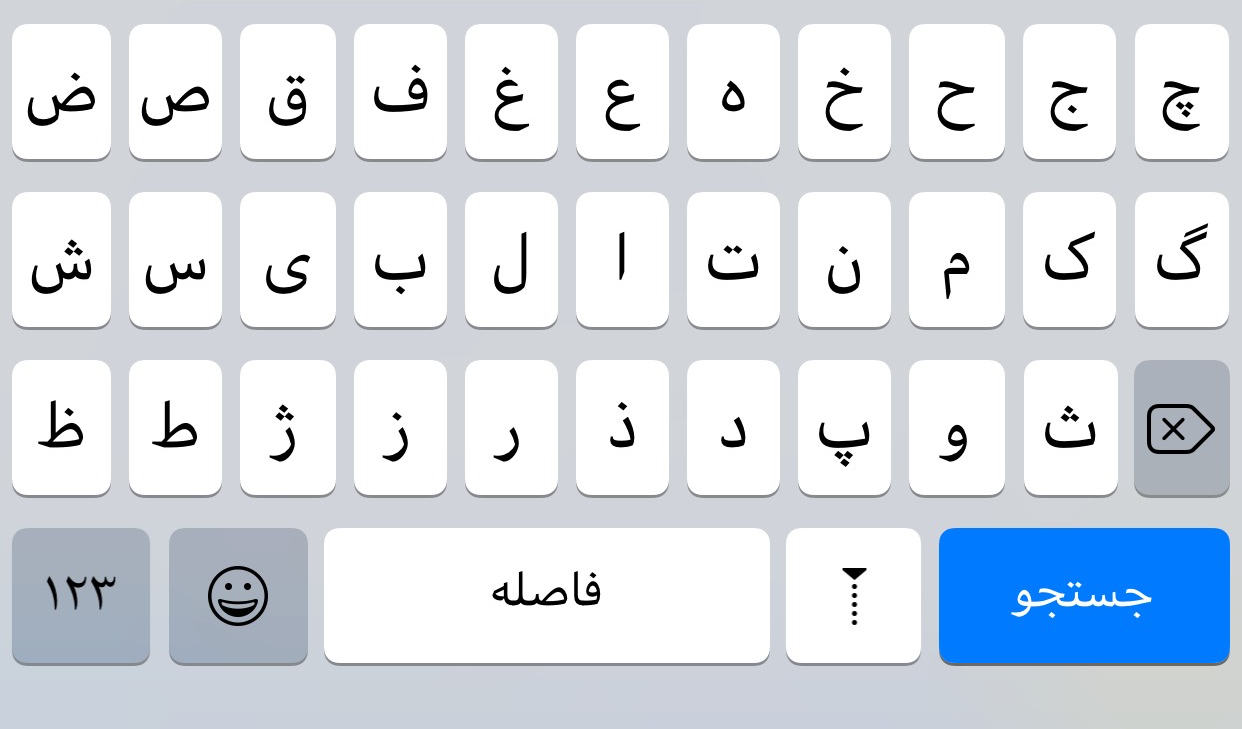 ض ص ق ف غ ع ه خ ح ج چ
ش س ی ب ل ا ت ن م ک گ
ظ ط ژ ز ر ذ د پ و ث
۱۲۳ فاصله جستجو